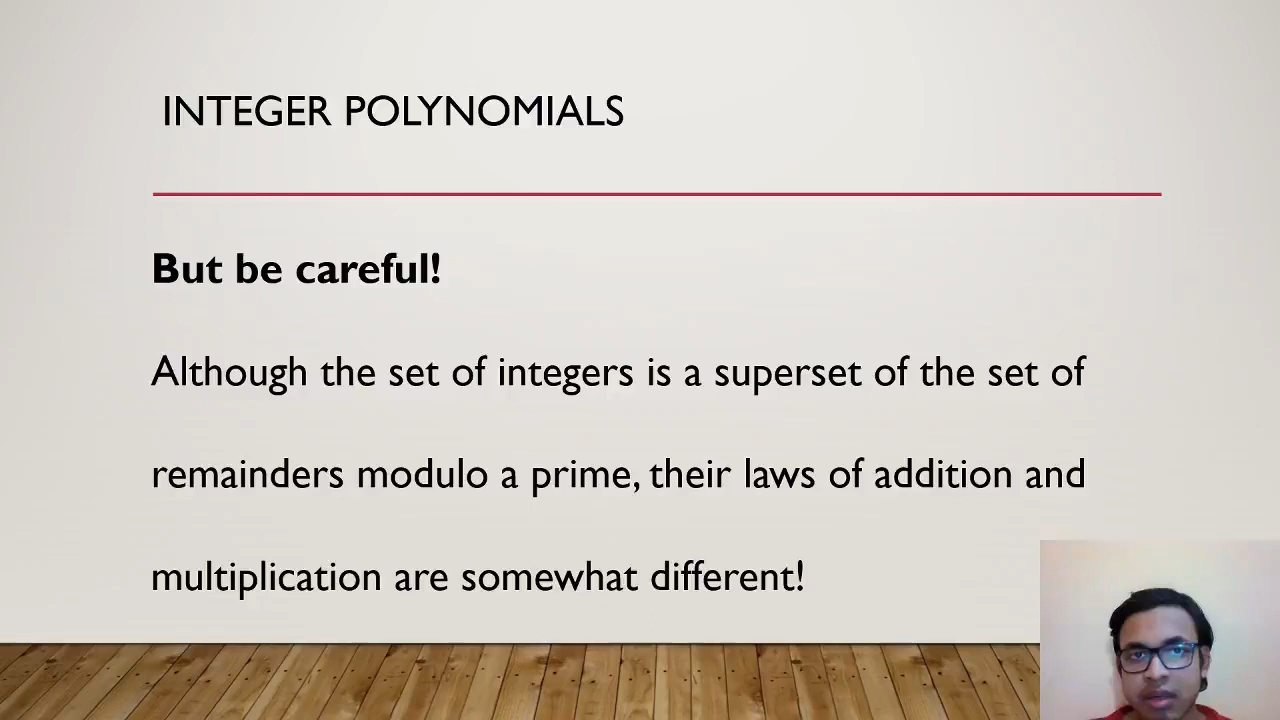 INTEGER POLYNOMIALS
But be careful!
Although the set of integers is a superset of the set of
remainders modulo a prime, their laws of addition and
multiplication are somewhat different!